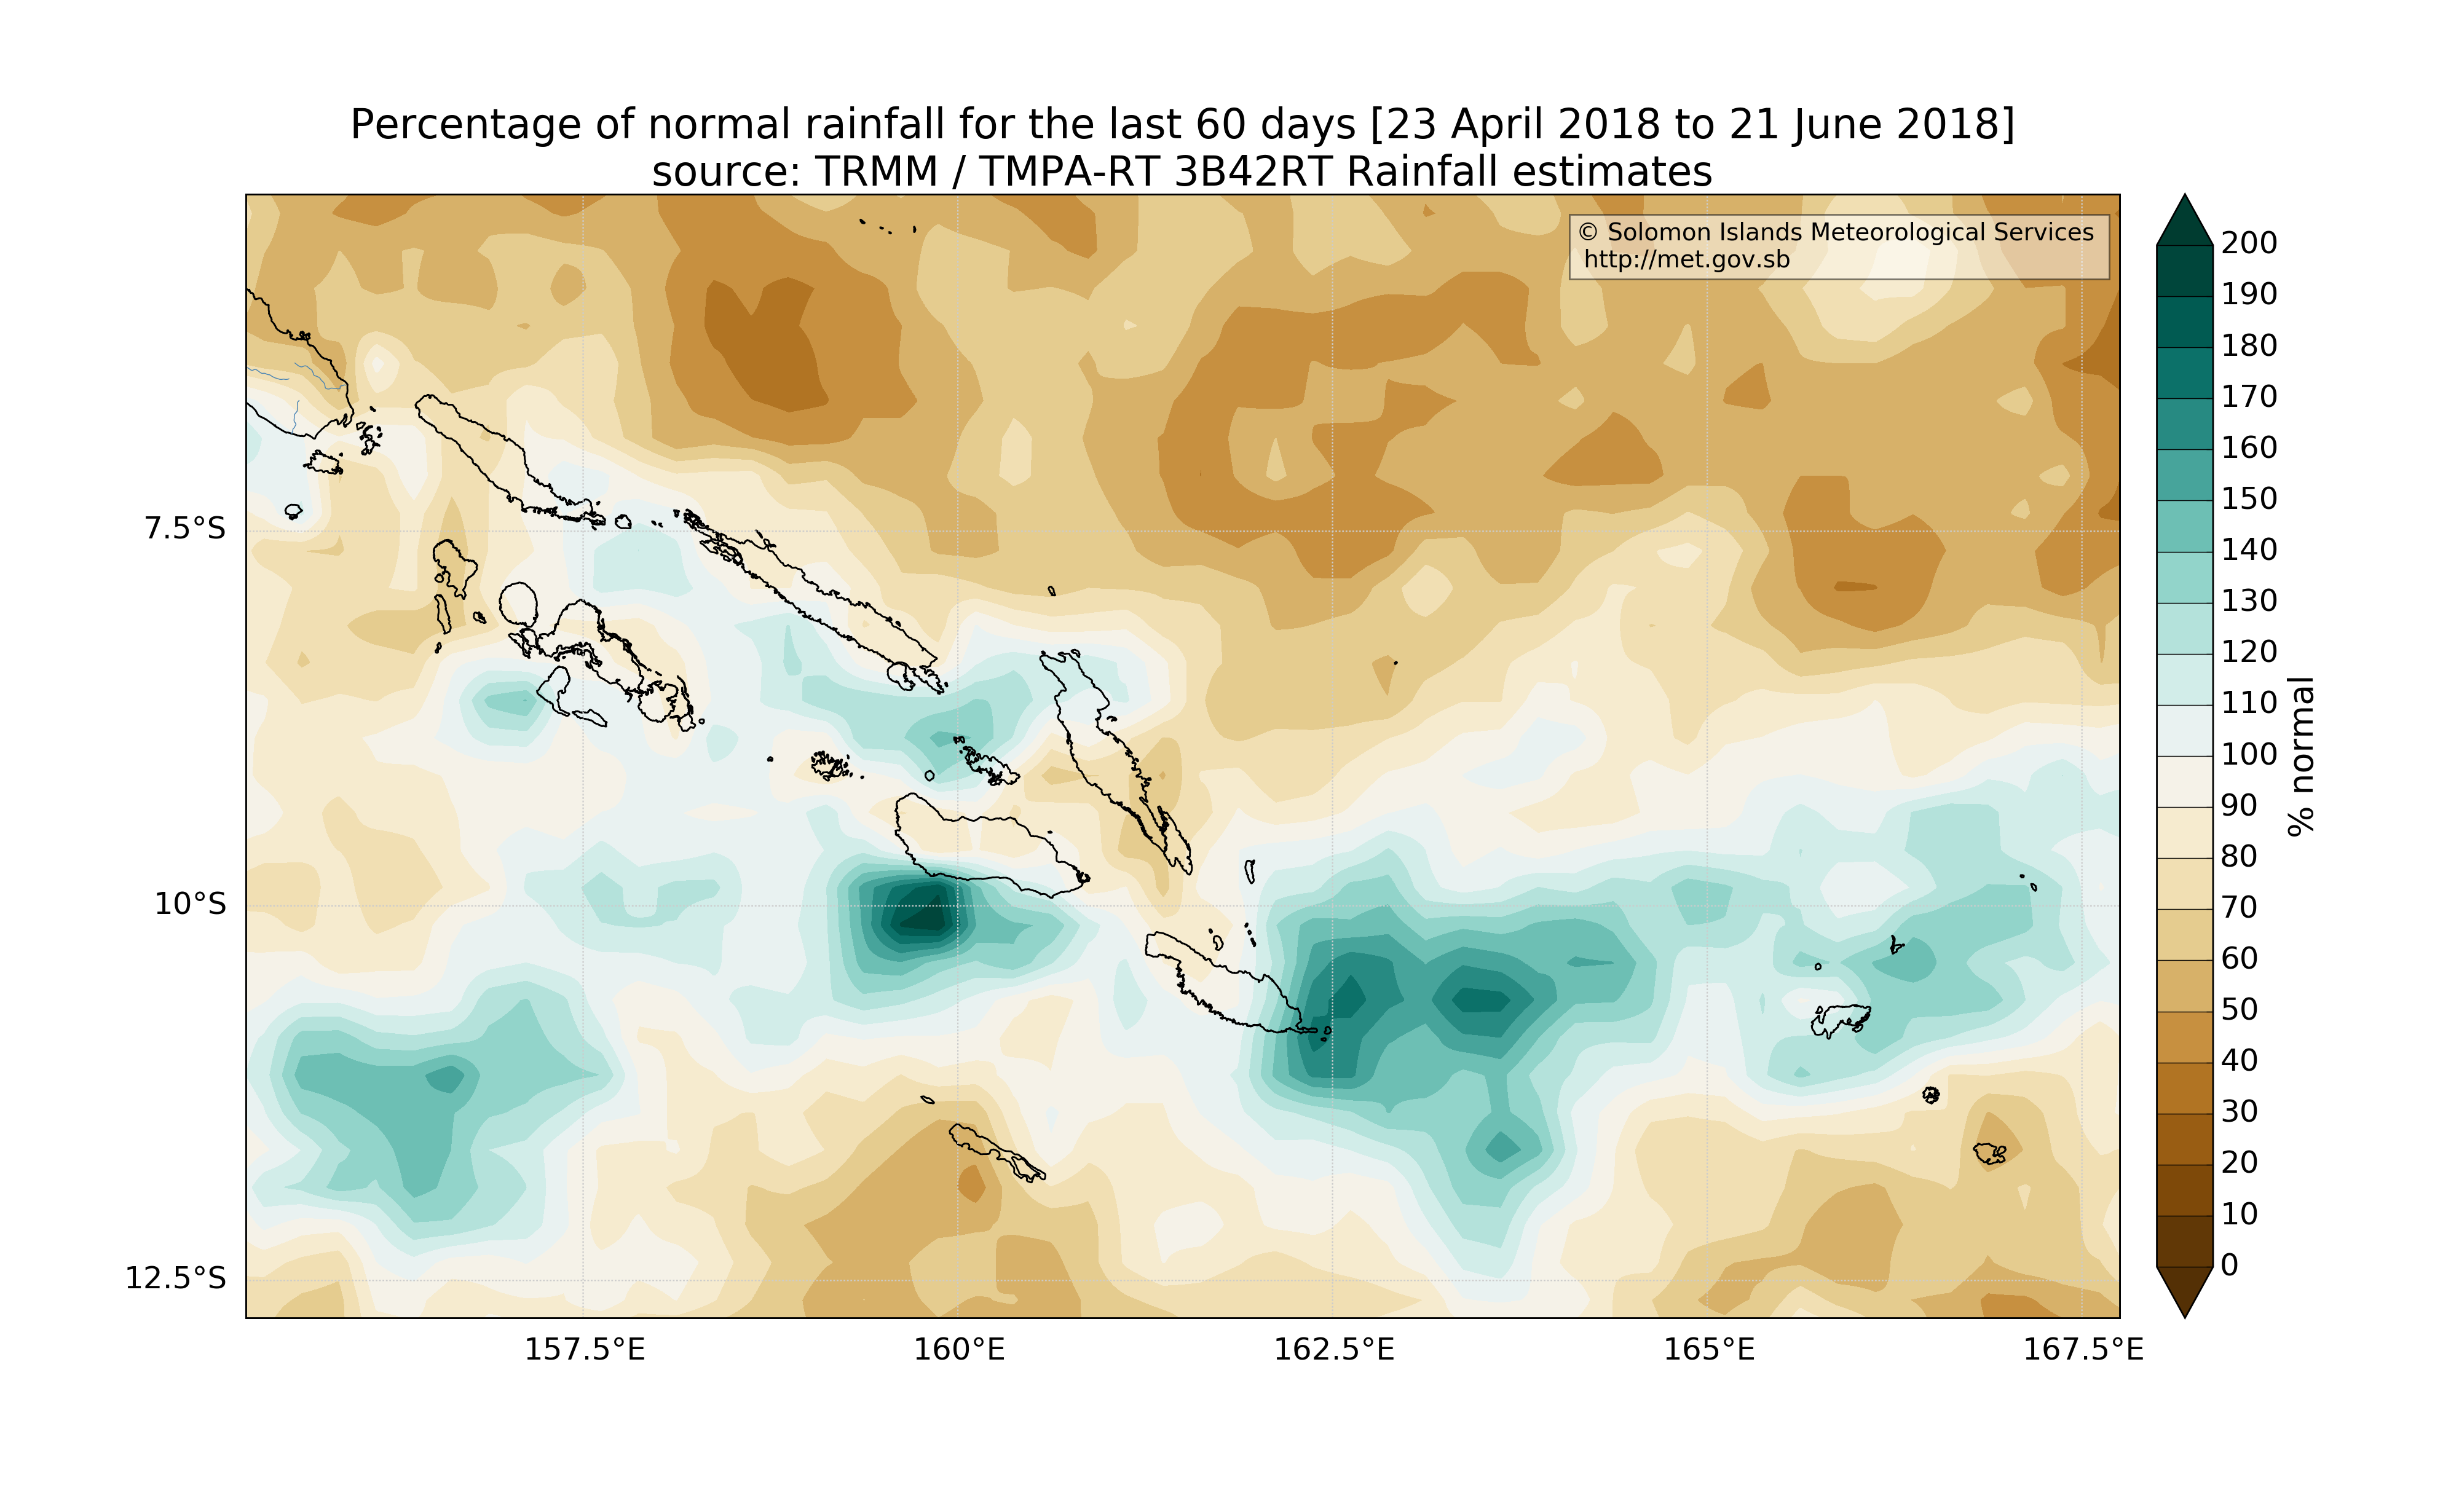 Percentage of normal rainfall for the last 60 days [23 April 2018 to 21 June 2018]
source: TRMM / TMPA-RT 3B42RT Rainfall estimates
© Solomon Islands Meteorological Services
http://met.gov.sb
7.5°S
10°S
12.5°S
157.5°E
160°E
162.5°E
165°E
167.5°E
200
190
180
170
160
150
140
130
120
110
100
90
80
70
60
50
40
30
20
10
0
% normal